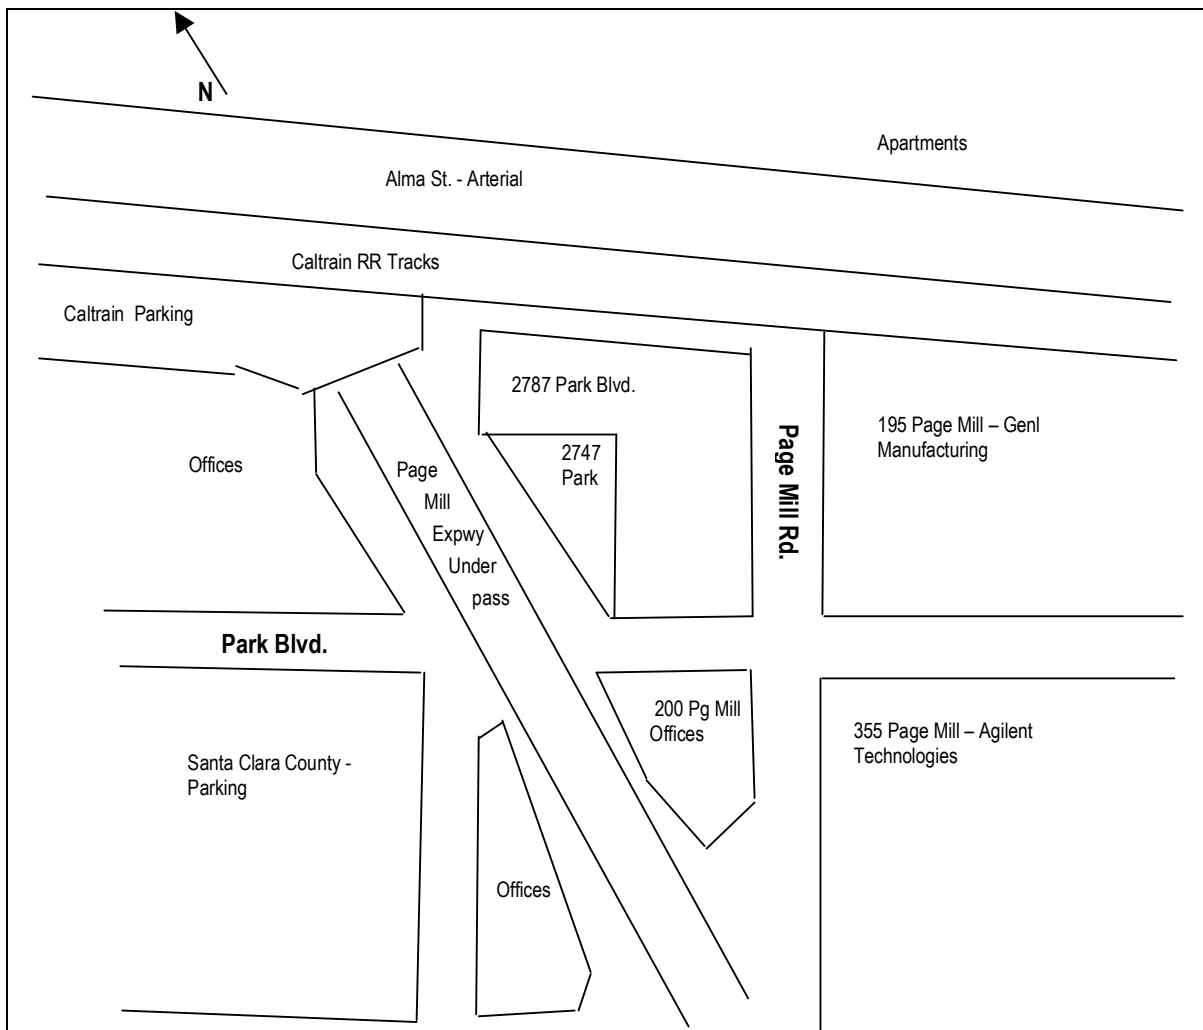 N
Apartments
Alma St. - Arterial
Caltrain RR Tracks
Caltrain Parking
2787 Park Blvd.
195 Page Mill – Genl
Manufacturing
Offices
2747
Park
Page
Mill
Expwy
Under
pass
Page Mill Rd.
Park Blvd.
200 Pg Mill
Offices
355 Page Mill – Agilent
Technologies
Santa Clara County -
Parking
Offices